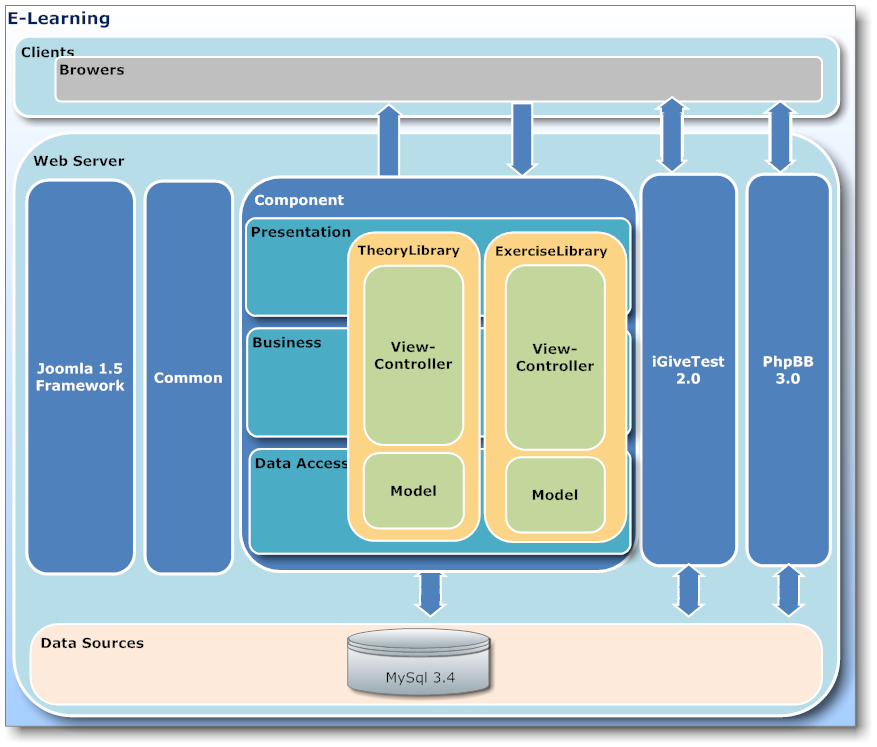 E-Learning
Clients
Browers
Web Server
Joomla 1.5
Framework
Common
Component
Presentation
Business
Data Access
TheoryLibrary
View-
Controller
Model
ExerciseLibrary
View-
Controller
Model
iGiveTest
2.0
PhpBB
3.0
Data Sources
MySql 3.4